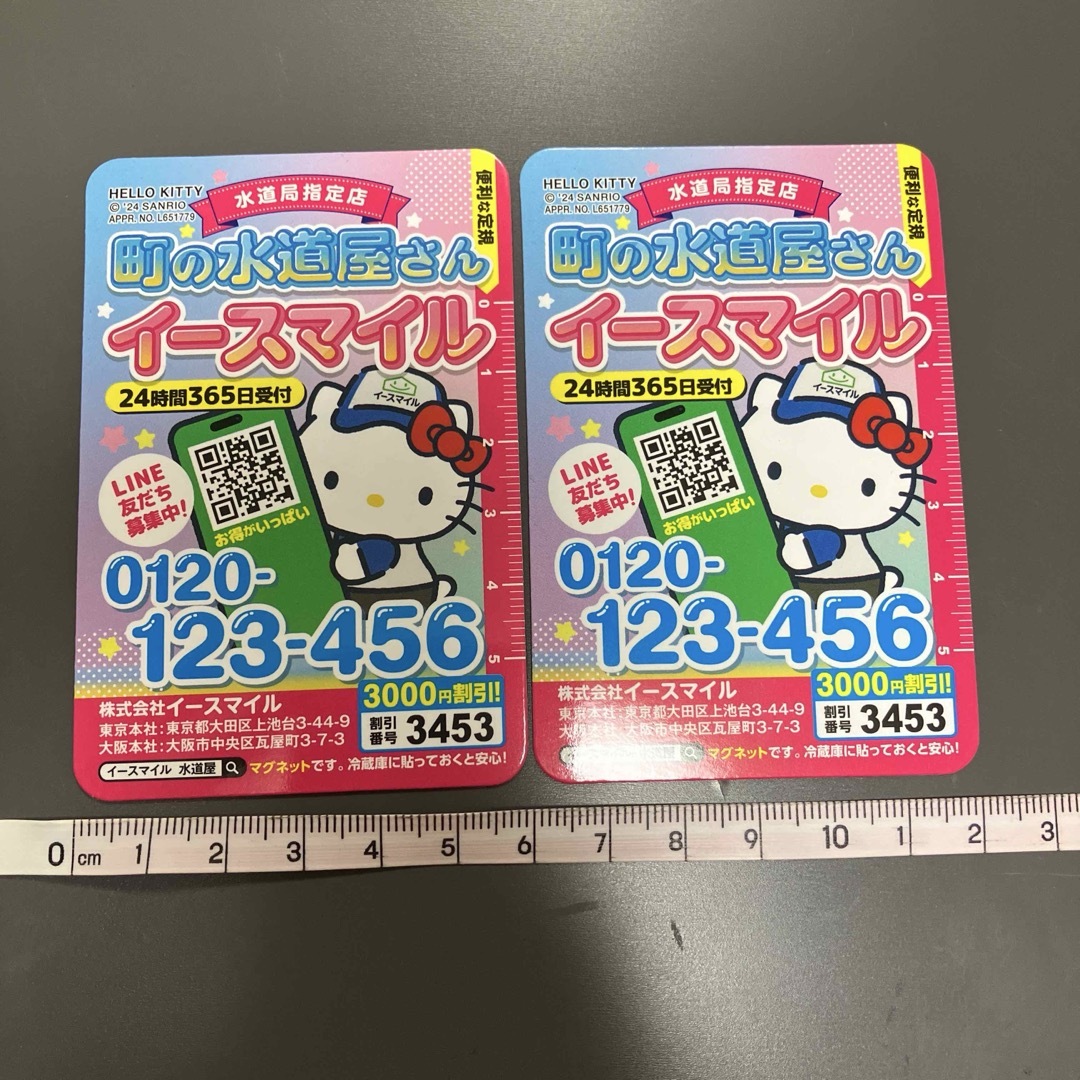 HELLO KITTY
© '24 SANRIO
APPR. NO. L651779
水道局指定店
便利な定規
町の水道屋さん
イースマイル
24時間365日受付
イースマイル
LINE
友だち
募集中!
お得がいっぱい
0120-
123-456
0
1
2
3
4
5
3000円割引!
割引
番号
3453
株式会社イースマイル
東京本社:東京都大田区上池台3-44-9
大阪本社:大阪市中央区瓦屋町3-7-3
イースマイル 水道屋
マグネットです。冷蔵庫に貼っておくと安心!
HELLO KITTY
© '24 SANRIO
APPR. NO. L651779
水道局指定店
便利な定規
町の水道屋さん
イースマイル
24時間365日受付
イースマイル
LINE
友だち
募集中!
お得がいっぱい
0120-
123-456
0
1
2
3
4
5
3000円割引!
割引
番号
3453
株式会社イースマイル
東京本社:東京都大田区上池台3-44-9
大阪本社:大阪市中央区瓦屋町3-7-3
マグネットです。冷蔵庫に貼っておくと安心!
0 cm 1 2 3 4 5 6 7 8 9 10 1 2 3